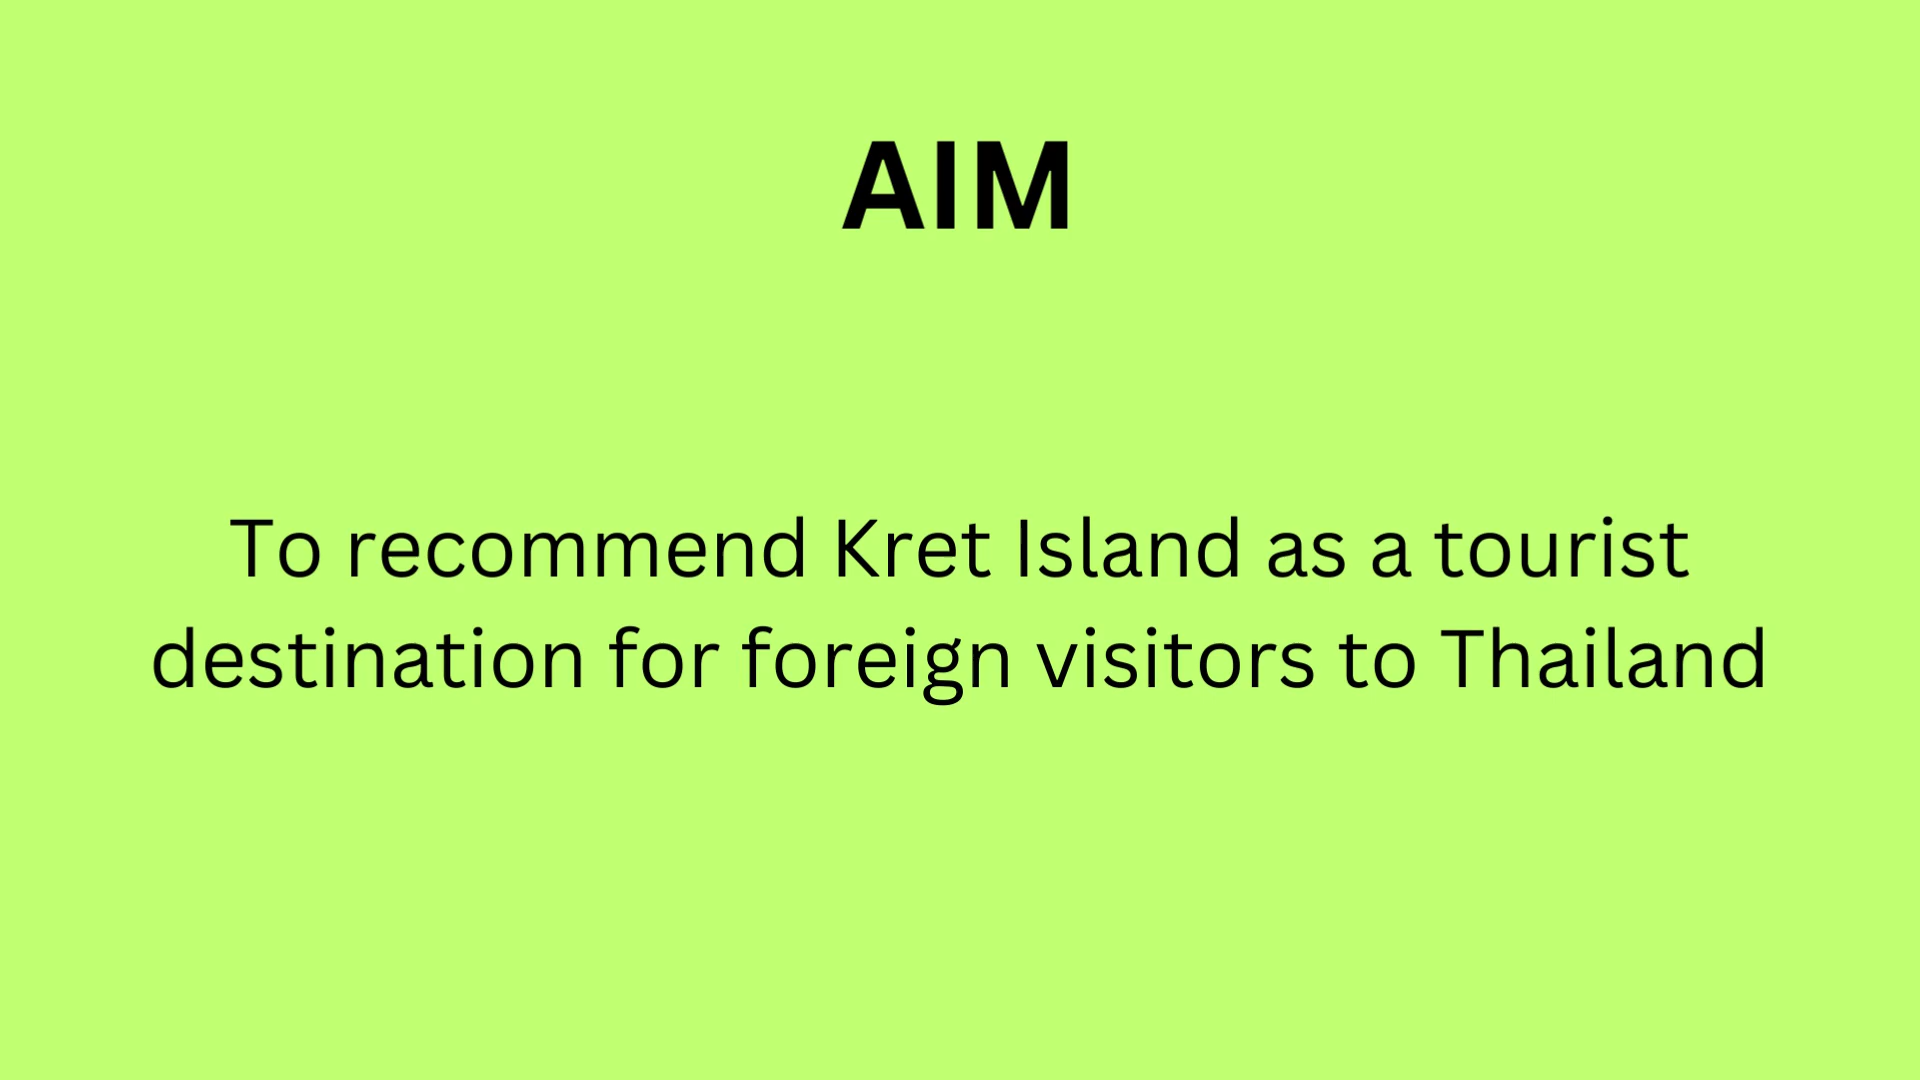 AIM
To recommend Kret Island as a tourist
destination for foreign visitors to Thailand